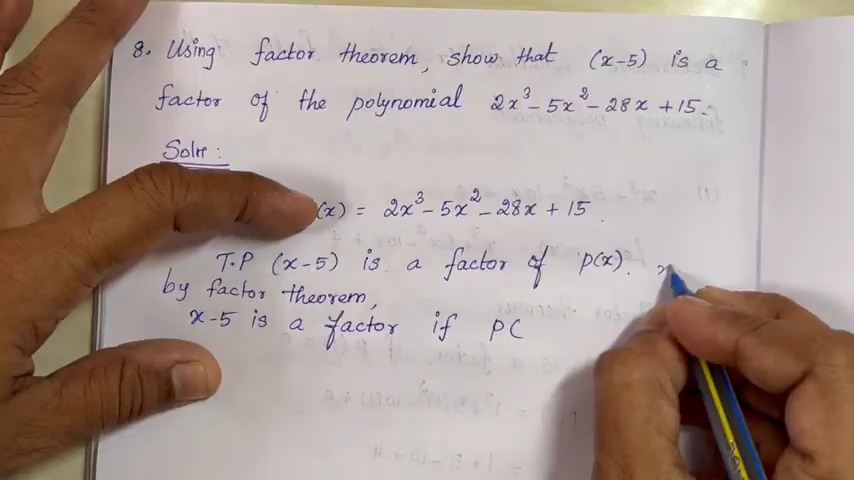 8. Using factor theorem, show that (x-5) is a
factor of the polynomial 2x³ - 5x² - 28x + 15.
Soln:
(x) = 2x³ - 5x² - 28x + 15.
T.P (x-5) is a factor of p(x).
by factor theorem,
x-5 is a factor if p(